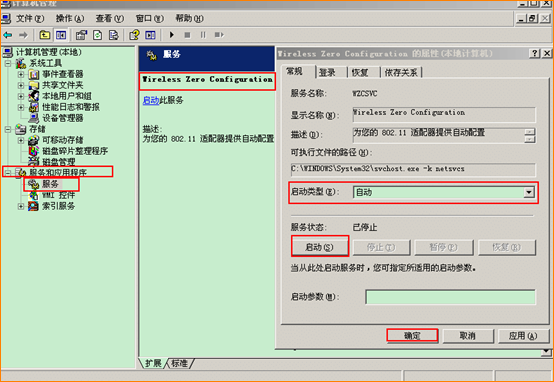 计算机管理
文件(F) 操作(A) 查看(V) 窗口(W) 帮助(H)
计算机管理(本地)
系统工具
事件查看器
共享文件夹
本地用户和组
性能日志和警报
设备管理器
存储
可移动存储
磁盘碎片整理程序
磁盘管理
服务和应用程序
服务
WMI 控件
索引服务
服务
Wireless Zero Configuration
启动此服务
描述:
为您的 802.11 适配器提供自动配置
扩展 标准
Wireless Zero Configuration 的属性(本地计算机)
常规 登录 恢复 依存关系
服务名称: WZCSVC
显示名称(N): Wireless Zero Configuration
描述(D): 为您的 802.11 适配器提供自动配置
可执行文件的路径(H):
C:\WINDOWS\System32\svchost.exe -k netsvcs
启动类型(E): 自动
服务状态: 已停止
启动(S) 停止(T) 暂停(P) 恢复(R)
当从此处启动服务时，您可指定所适用的启动参数。
启动参数(M):
确定 取消 应用(A)